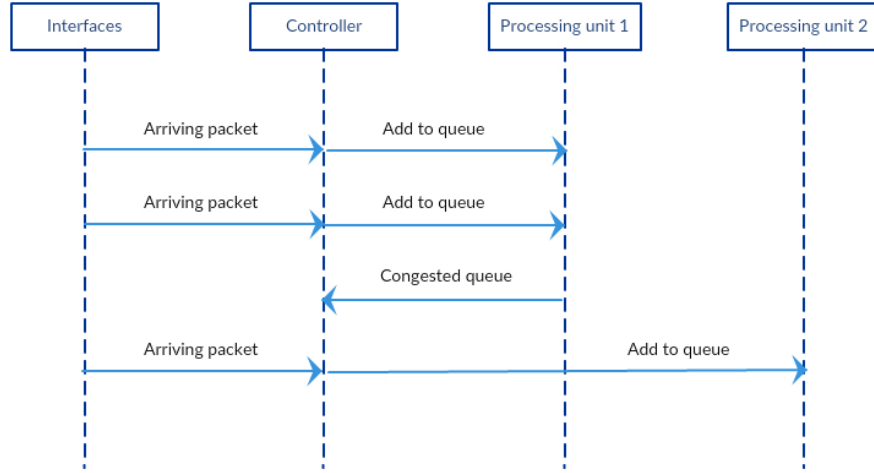 Interfaces
Controller
Processing unit 1
Processing unit 2
Arriving packet
Add to queue
Arriving packet
Add to queue
Congested queue
Arriving packet
Add to queue